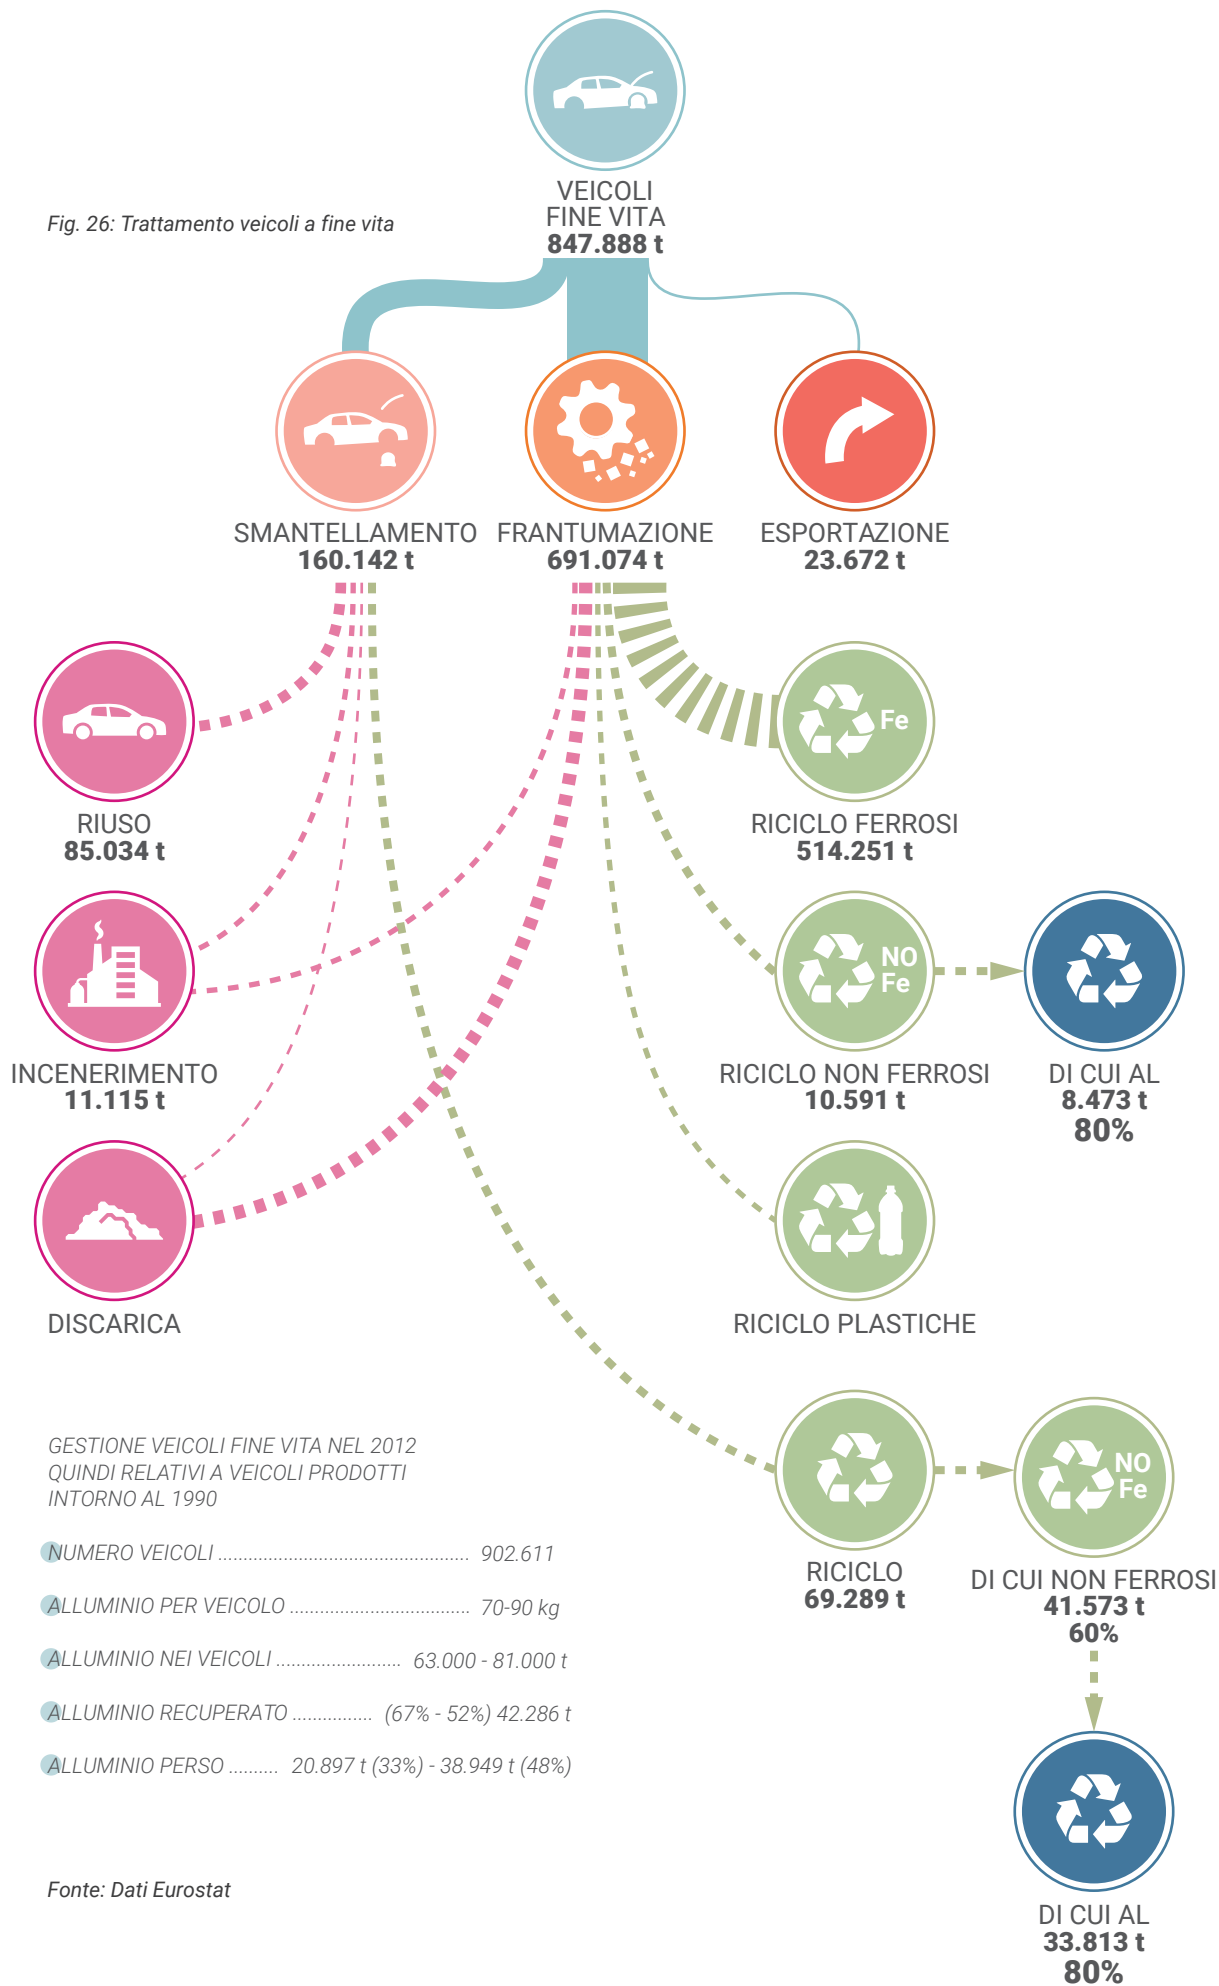 VEICOLI
FINE VITA
847.888 t
Fig. 26: Trattamento veicoli a fine vita
SMANTELLAMENTO
160.142 t
FRANTUMAZIONE
691.074 t
ESPORTAZIONE
23.672 t
RIUSO
85.034 t
Fe
RICICLO FERROSI
514.251 t
INCENERIMENTO
11.115 t
NO
Fe
RICICLO NON FERROSI
10.591 t
DI CUI AL
8.473 t
80%
DISCARICA
RICICLO PLASTICHE
RICICLO
69.289 t
NO
Fe
DI CUI NON FERROSI
41.573 t
60%
DI CUI AL
33.813 t
80%
GESTIONE VEICOLI FINE VITA NEL 2012
QUINDI RELATIVI A VEICOLI PRODOTTI
INTORNO AL 1990
NUMERO VEICOLI .................................................. 902.611
ALLUMINIO PER VEICOLO .................................... 70-90 kg
ALLUMINIO NEI VEICOLI ......................... 63.000 - 81.000 t
ALLUMINIO RECUPERATO ................ (67% - 52%) 42.286 t
ALLUMINIO PERSO .......... 20.897 t (33%) - 38.949 t (48%)
Fonte: Dati Eurostat